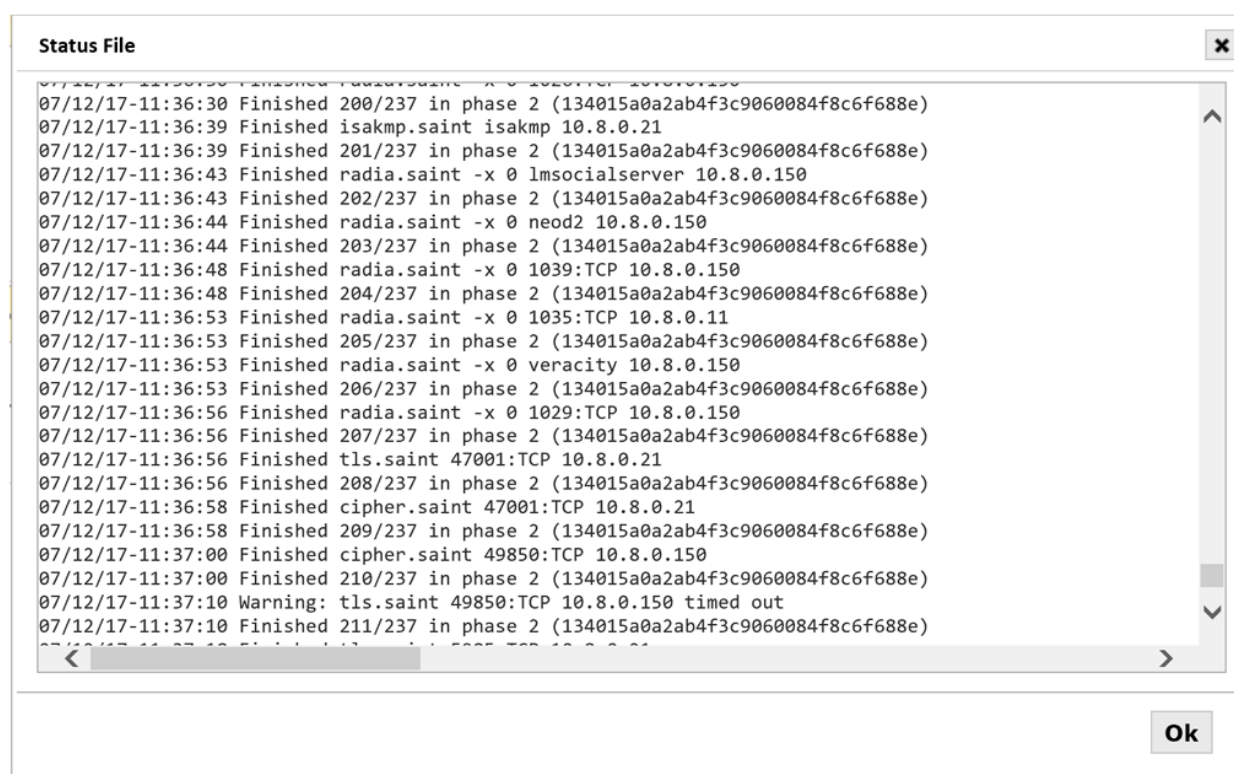 Status File
07/12/17-11:36:30 Finished 200/237 in phase 2 (134015a0a2ab4f3c9060084f8c6f688e)
07/12/17-11:36:39 Finished isakmp.saint isakmp 10.8.0.21
07/12/17-11:36:39 Finished 201/237 in phase 2 (134015a0a2ab4f3c9060084f8c6f688e)
07/12/17-11:36:43 Finished radia.saint -x 0 lmsocialserver 10.8.0.150
07/12/17-11:36:43 Finished 202/237 in phase 2 (134015a0a2ab4f3c9060084f8c6f688e)
07/12/17-11:36:44 Finished radia.saint -x 0 neod2 10.8.0.150
07/12/17-11:36:44 Finished 203/237 in phase 2 (134015a0a2ab4f3c9060084f8c6f688e)
07/12/17-11:36:48 Finished radia.saint -x 0 1039:TCP 10.8.0.150
07/12/17-11:36:48 Finished 204/237 in phase 2 (134015a0a2ab4f3c9060084f8c6f688e)
07/12/17-11:36:53 Finished radia.saint -x 0 1035:TCP 10.8.0.11
07/12/17-11:36:53 Finished 205/237 in phase 2 (134015a0a2ab4f3c9060084f8c6f688e)
07/12/17-11:36:53 Finished radia.saint -x 0 veracity 10.8.0.150
07/12/17-11:36:53 Finished 206/237 in phase 2 (134015a0a2ab4f3c9060084f8c6f688e)
07/12/17-11:36:56 Finished radia.saint -x 0 1029:TCP 10.8.0.150
07/12/17-11:36:56 Finished 207/237 in phase 2 (134015a0a2ab4f3c9060084f8c6f688e)
07/12/17-11:36:56 Finished tls.saint 47001:TCP 10.8.0.21
07/12/17-11:36:56 Finished 208/237 in phase 2 (134015a0a2ab4f3c9060084f8c6f688e)
07/12/17-11:36:58 Finished cipher.saint 47001:TCP 10.8.0.21
07/12/17-11:36:58 Finished 209/237 in phase 2 (134015a0a2ab4f3c9060084f8c6f688e)
07/12/17-11:37:00 Finished cipher.saint 49850:TCP 10.8.0.150
07/12/17-11:37:00 Finished 210/237 in phase 2 (134015a0a2ab4f3c9060084f8c6f688e)
07/12/17-11:37:10 Warning: tls.saint 49850:TCP 10.8.0.150 timed out
07/12/17-11:37:10 Finished 211/237 in phase 2 (134015a0a2ab4f3c9060084f8c6f688e)
Ok